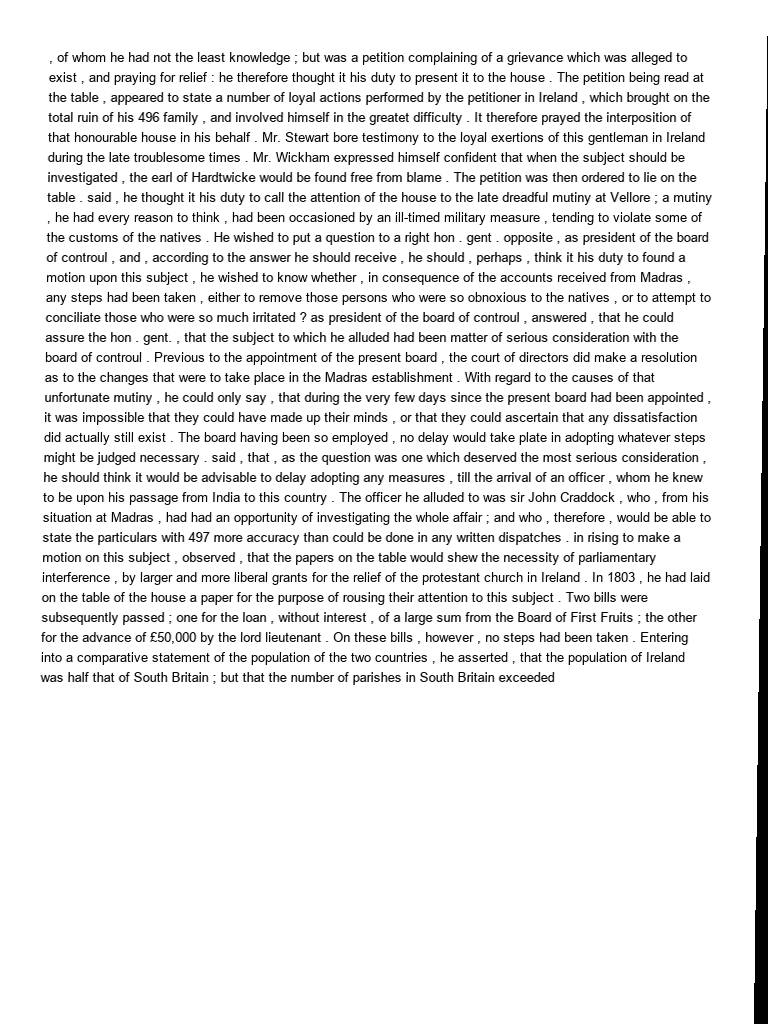 , of whom he had not the least knowledge ; but was a petition complaining of a grievance which was alleged to
exist , and praying for relief : he therefore thought it his duty to present it to the house . The petition being read at
the table , appeared to state a number of loyal actions performed by the petitioner in Ireland , which brought on the
total ruin of his 496 family , and involved himself in the greatet difficulty . It therefore prayed the interposition of
that honourable house in his behalf . Mr. Stewart bore testimony to the loyal exertions of this gentleman in Ireland
during the late troublesome times . Mr. Wickham expressed himself confident that when the subject should be
investigated , the earl of Hardtwicke would be found free from blame . The petition was then ordered to lie on the
table . said , he thought it his duty to call the attention of the house to the late dreadful mutiny at Vellore ; a mutiny
, he had every reason to think , had been occasioned by an ill-timed military measure , tending to violate some of
the customs of the natives . He wished to put a question to a right hon . gent . opposite , as president of the board
of controul , and , according to the answer he should receive , he should , perhaps , think it his duty to found a
motion upon this subject , he wished to know whether , in consequence of the accounts received from Madras ,
any steps had been taken , either to remove those persons who were so obnoxious to the natives , or to attempt to
conciliate those who were so much irritated ? as president of the board of controul , answered , that he could
assure the hon . gent. , that the subject to which he alluded had been matter of serious consideration with the
board of controul . Previous to the appointment of the present board , the court of directors did make a resolution
as to the changes that were to take place in the Madras establishment . With regard to the causes of that
unfortunate mutiny , he could only say , that during the very few days since the present board had been appointed ,
it was impossible that they could have made up their minds , or that they could ascertain that any dissatisfaction
did actually still exist . The board having been so employed , no delay would take plate in adopting whatever steps
might be judged necessary . said , that , as the question was one which deserved the most serious consideration ,
he should think it would be advisable to delay adopting any measures , till the arrival of an officer , whom he knew
to be upon his passage from India to this country . The officer he alluded to was sir John Craddock , who , from his
situation at Madras , had had an opportunity of investigating the whole affair ; and who , therefore , would be able to
state the particulars with 497 more accuracy than could be done in any written dispatches . in rising to make a
motion on this subject , observed , that the papers on the table would shew the necessity of parliamentary
interference , by larger and more liberal grants for the relief of the protestant church in Ireland . In 1803 , he had laid
on the table of the house a paper for the purpose of rousing their attention to this subject . Two bills were
subsequently passed ; one for the loan , without interest , of a large sum from the Board of First Fruits ; the other
for the advance of £50,000 by the lord lieutenant . On these bills , however , no steps had been taken . Entering
into a comparative statement of the population of the two countries , he asserted , that the population of Ireland
was half that of South Britain ; but that the number of parishes in South Britain exceeded